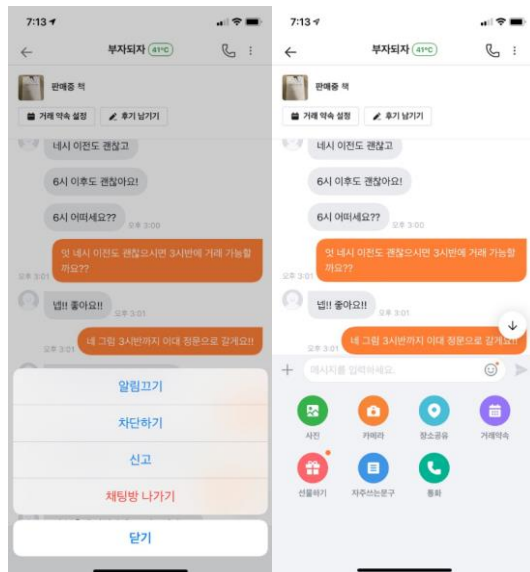 7:13
부자되자 41°C
판매중 책
거래 약속 설정 후기 남기기
네시 이전도 괜찮고
6시 이후도 괜찮아요!
6시 어떠세요??
오후 3:00
엇 네시 이전도 괜찮으시면 3시반에 거래 가능할
까요??
오후 3:01
넵!! 좋아요!!
오후 3:01
네 그럼 3시반까지 이대 정문으로 갈게요!!
오후 3:01
알림끄기
차단하기
신고
채팅방 나가기
닫기
7:13
부자되자 41°C
판매중 책
거래 약속 설정 후기 남기기
네시 이전도 괜찮고
6시 이후도 괜찮아요!
6시 어떠세요??
오후 3:00
엇 네시 이전도 괜찮으시면 3시반에 거래 가능할
까요??
오후 3:01
넵!! 좋아요!!
오후 3:01
네 그럼 3시반까지 이대 정문으로 갈게요!!
오후 3:01
메시지를 입력하세요.
사진 카메라 장소공유 거래약속
선물하기 자주쓰는문구 통화